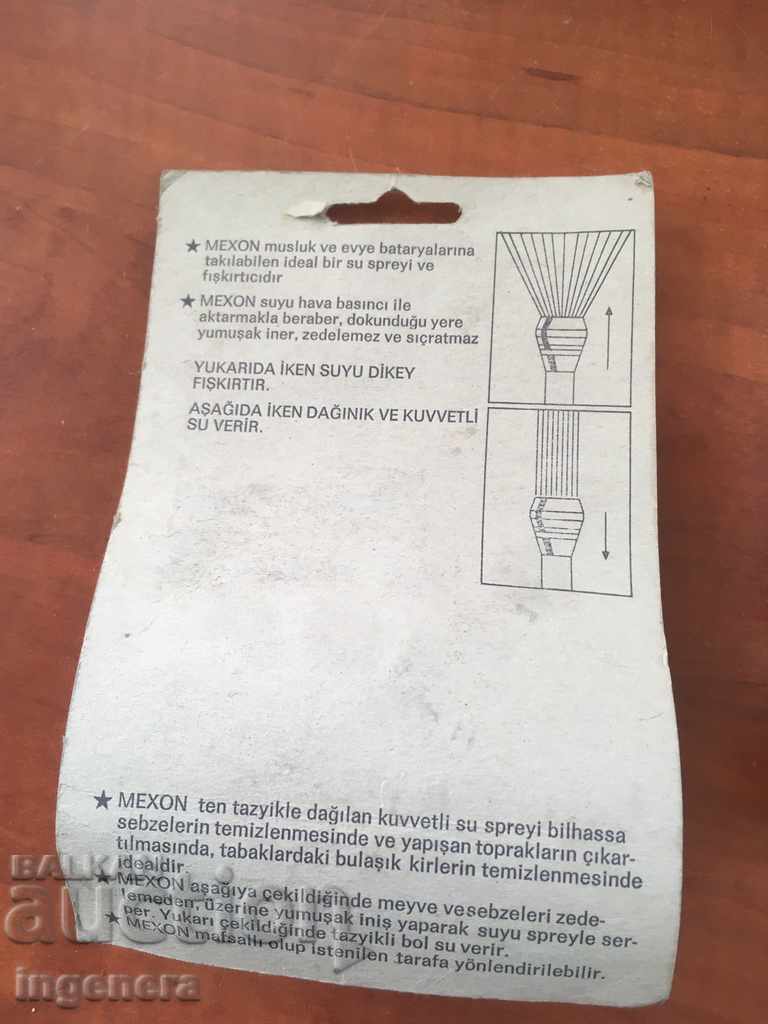 ★ MEXON musluk ve evye bataryalarına
takılabilen ideal bir su spreyi ve
fışkırtıcıdır
★ MEXON suyu hava basıncı ile
aktarmakla beraber, dokunduğu yere
yumuşak iner, zedelemez ve sıçratmaz
YUKARIDA İKEN SUYU DİKEY
FIŞKIRTIR.
AŞAĞIDA İKEN DAĞINIK VE KUVVETLİ
SU VERİR.
★ MEXON ten tazyikle dağılan kuvvetli su spreyi bilhassa
sebzelerin temizlenmesinde ve yapışan toprakların çıkar-
tılmasında, tabaklardaki bulaşık kirlerin temizlenmesinde
idealdir
★ MEXON aşağıya çekildiğinde meyve vesebzeleri zede-
lemeden, üzerine yumuşak iniş yaparak suyu spreyle ser-
per. Yukarı çekildiğinde tazyikli bol su verir.
★ MEXON mafsallı olup istenilen tarafa yönlendirilebilir.
BALKAN
auction
ingenera